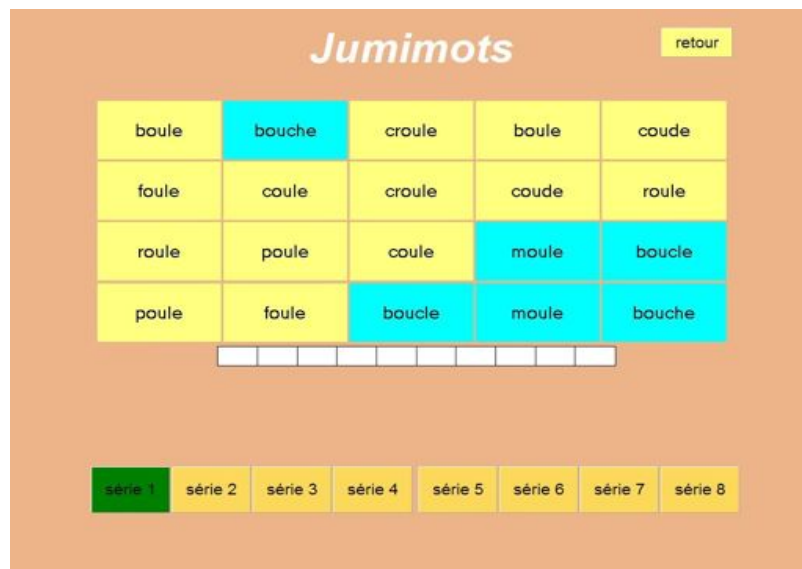 Jumimots
retour
boule bouche croule boule coude
foule coule croule coude roule
roule poule coule moule boucle
poule foule boucle moule bouche
série 1 série 2 série 3 série 4 série 5 série 6 série 7 série 8